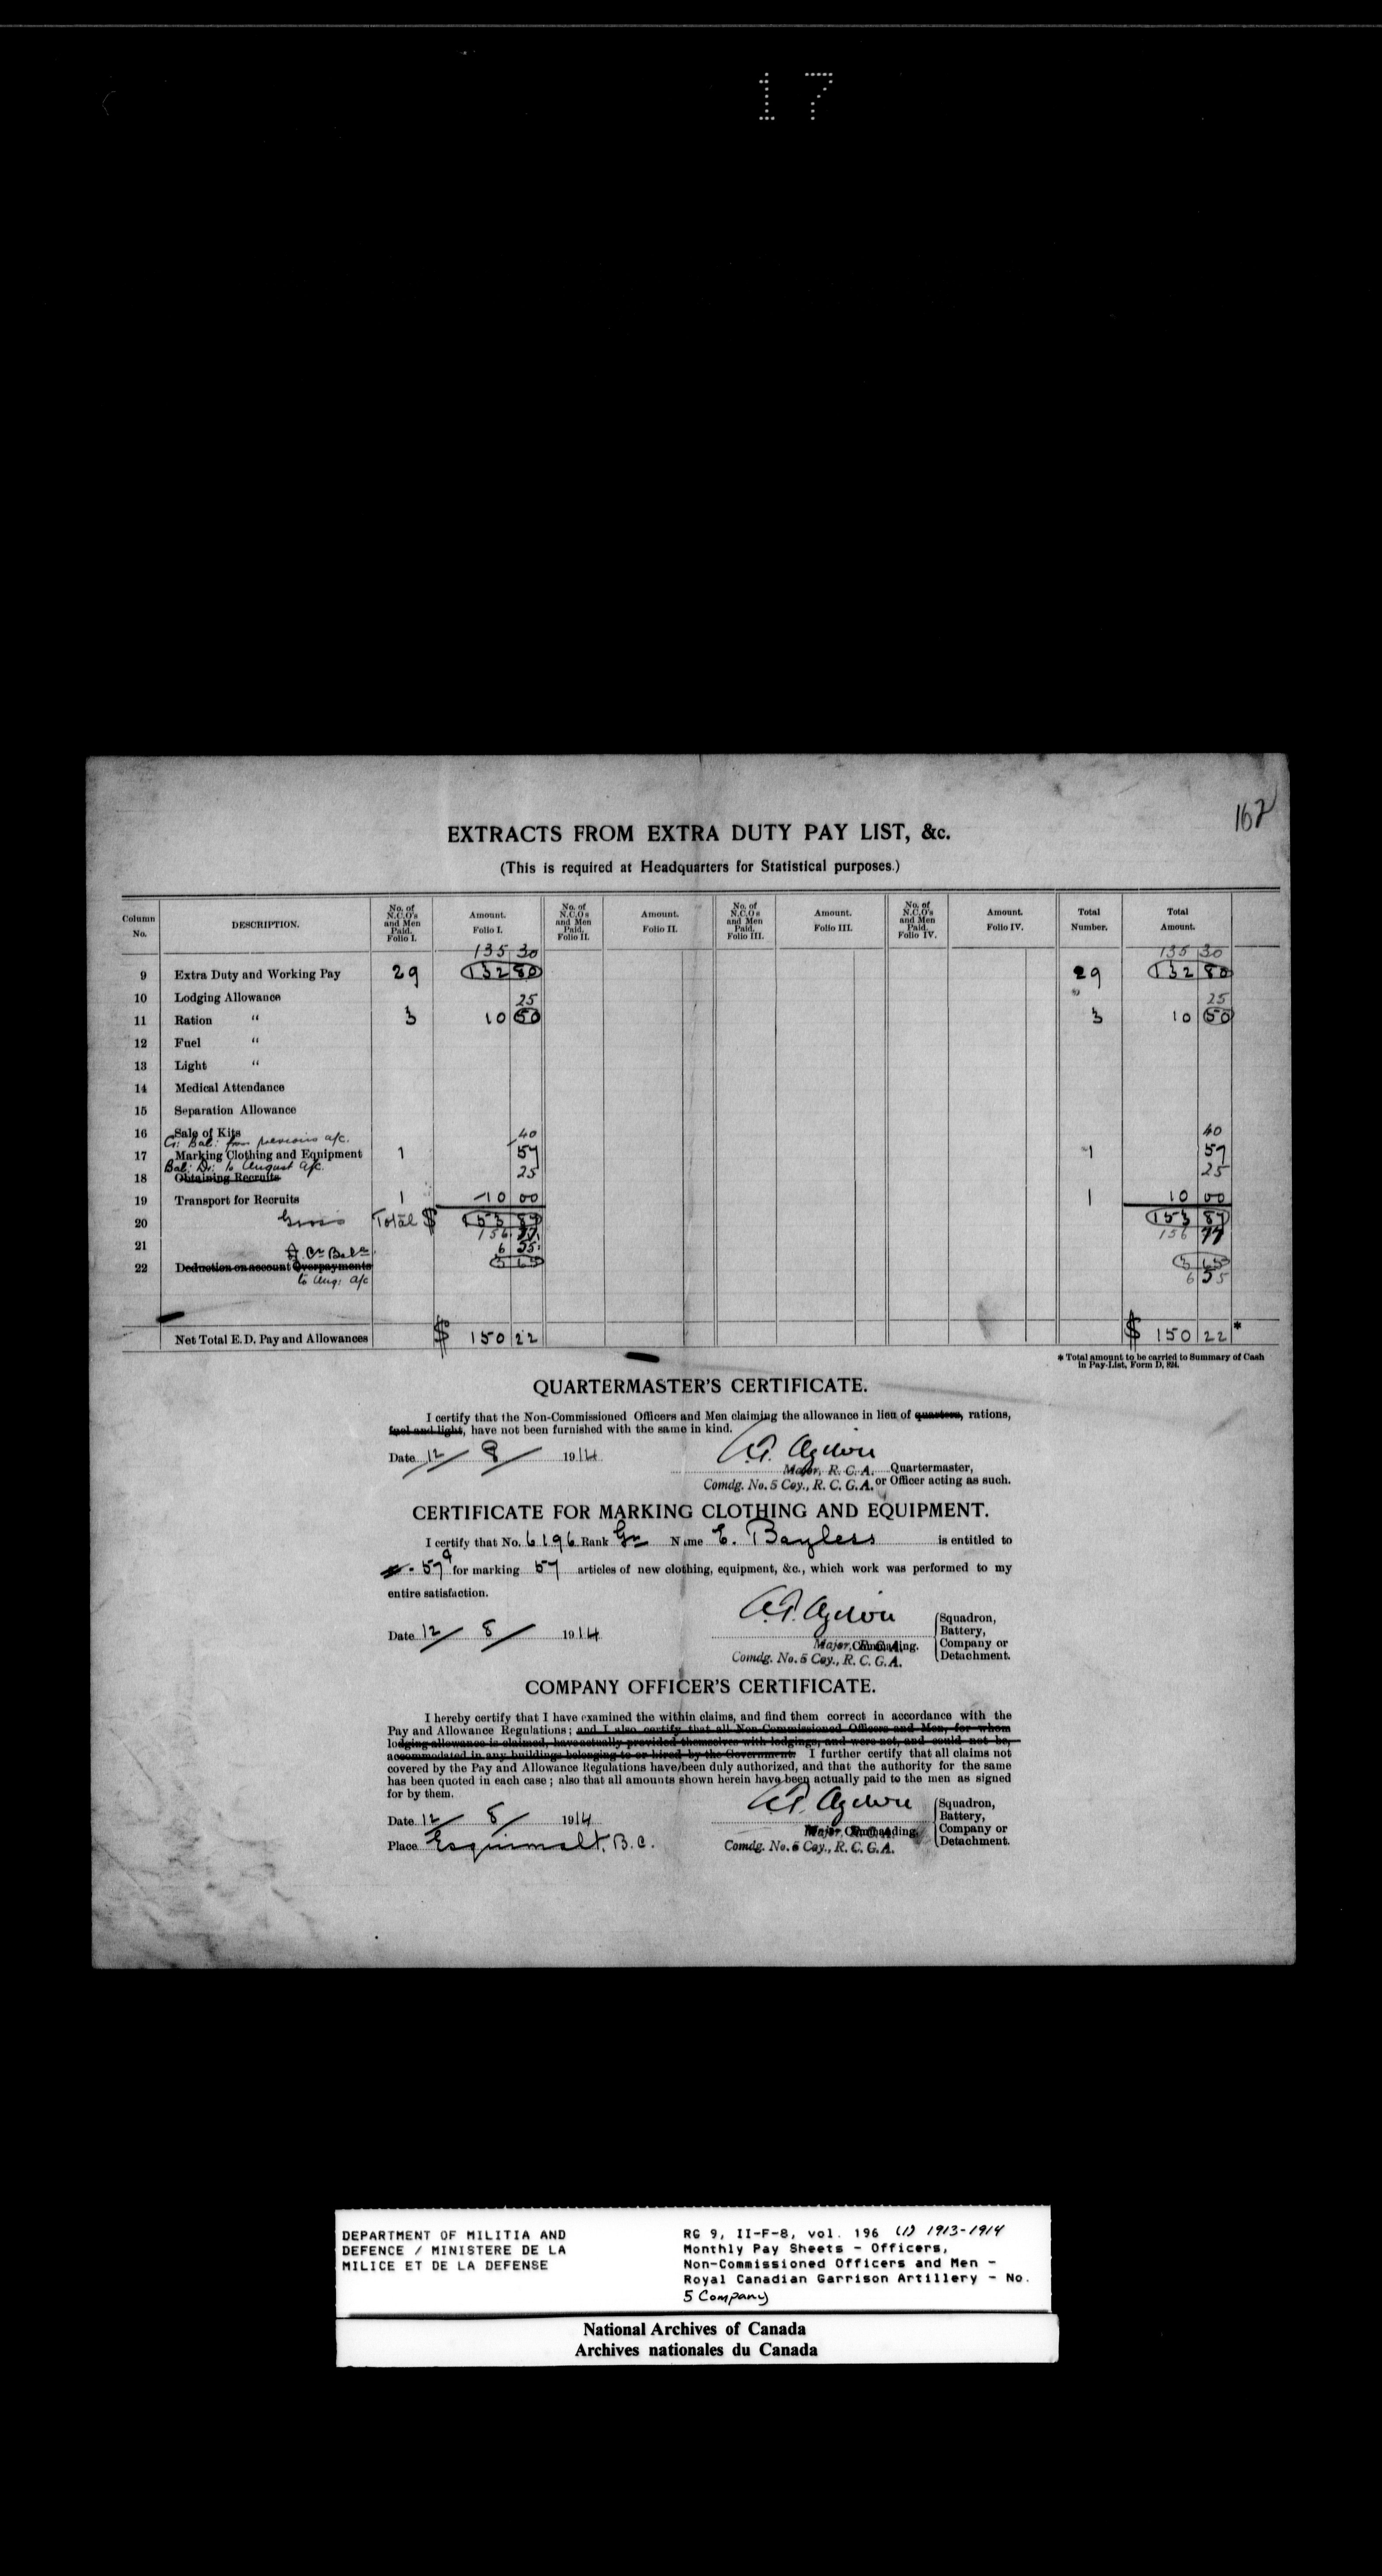 17
167
EXTRACTS FROM EXTRA DUTY PAY LIST, &c.
(This is required at Headquarters for Statistical purposes.)
Column No. DESCRIPTION. No. of N.C.O's and Men Paid. Folio I. Amount. Folio I. No. of N.C.O's and Men Paid. Folio II. Amount. Folio II. No. of N.C.O's and Men Paid. Folio III. Amount. Folio III. No. of N.C.O's and Men Paid. Folio IV. Amount. Folio IV. Total Number. Total Amount.
135 30 135 30
9 Extra Duty and Working Pay 29 132 80 29 132 80
10 Lodging Allowance
25 25
11 Ration " 3 10 50 3 10 50
12 Fuel "
13 Light "
14 Medical Attendance
15 Separation Allowance
16 Sale of Kits
Cr: Bal: from previous a/c. 40 40
17 Marking Clothing and Equipment 1 57 1 57
Bal: Dr: to August a/c. 25 25
18 Obtaining Recruits
19 Transport for Recruits 1 10 00 1 10 00
20 Gross Total $ 153 87 153 87
156 77 156 77
21
Cr Bal 6 55
22 Deduction on account Overpayments 3 65 3 65
to Aug: a/c 6 55
Net Total E. D. Pay and Allowances $ 150 22 $ 150 22 *
* Total amount to be carried to Summary of Cash
in Pay-List, Form D, 824.
QUARTERMASTER'S CERTIFICATE.
I certify that the Non-Commissioned Officers and Men claiming the allowance in lieu of quarters, rations,
fuel and light, have not been furnished with the same in kind.
Date 12/8/1914
Major, R. C. A. Quartermaster,
Comdg. No. 5 Coy., R. C. G. A. or Officer acting as such.
CERTIFICATE FOR MARKING CLOTHING AND EQUIPMENT.
I certify that No. 6196 Rank Gr Name E. Bayless is entitled to
57 for marking 57 articles of new clothing, equipment, &c., which work was performed to my
entire satisfaction.
Date 12/8/1914
Squadron,
Battery,
Major, R. C. A. Commanding. Company or
Comdg. No. 5 Coy., R. C. G. A. Detachment.
COMPANY OFFICER'S CERTIFICATE.
I hereby certify that I have examined the within claims, and find them correct in accordance with the
Pay and Allowance Regulations; and I also certify that all Non-Commissioned Officers and Men, for whom
lodging allowance is claimed, have actually provided themselves with lodgings, and were not, and could not be,
accommodated in any buildings belonging to or hired by the Government. I further certify that all claims not
covered by the Pay and Allowance Regulations have been duly authorized, and that the authority for the same
has been quoted in each case; also that all amounts shown herein have been actually paid to the men as signed
for by them.
Date 12/8/1914
Squadron,
Battery,
Major, R. C. A. Commanding. Company or
Place Esquimalt, B.C. Comdg. No. 5 Coy., R. C. G. A. Detachment.
DEPARTMENT OF MILITIA AND
DEFENCE / MINISTERE DE LA
MILICE ET DE LA DEFENSE
RG 9, II-F-8, vol. 196 (1) 1913-1914
Monthly Pay Sheets - Officers,
Non-Commissioned Officers and Men -
Royal Canadian Garrison Artillery - No.
5 Company
National Archives of Canada
Archives nationales du Canada